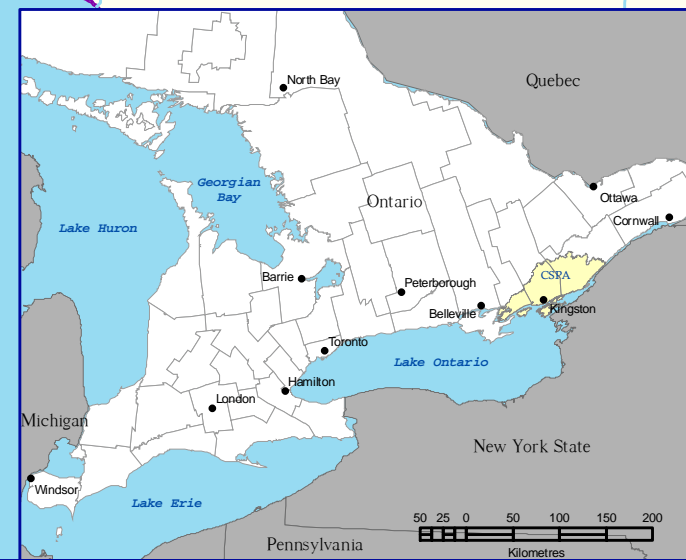 North Bay
Quebec
Georgian
Bay
Ottawa
Ontario
Cornwall
Lake Huron
CSPA
Barrie
Peterborough
Belleville
Kingston
Toronto
Lake Ontario
Hamilton
London
Michigan
New York State
Windsor
Lake Erie
50 25 0 50 100 150 200
Kilometres
Pennsylvania